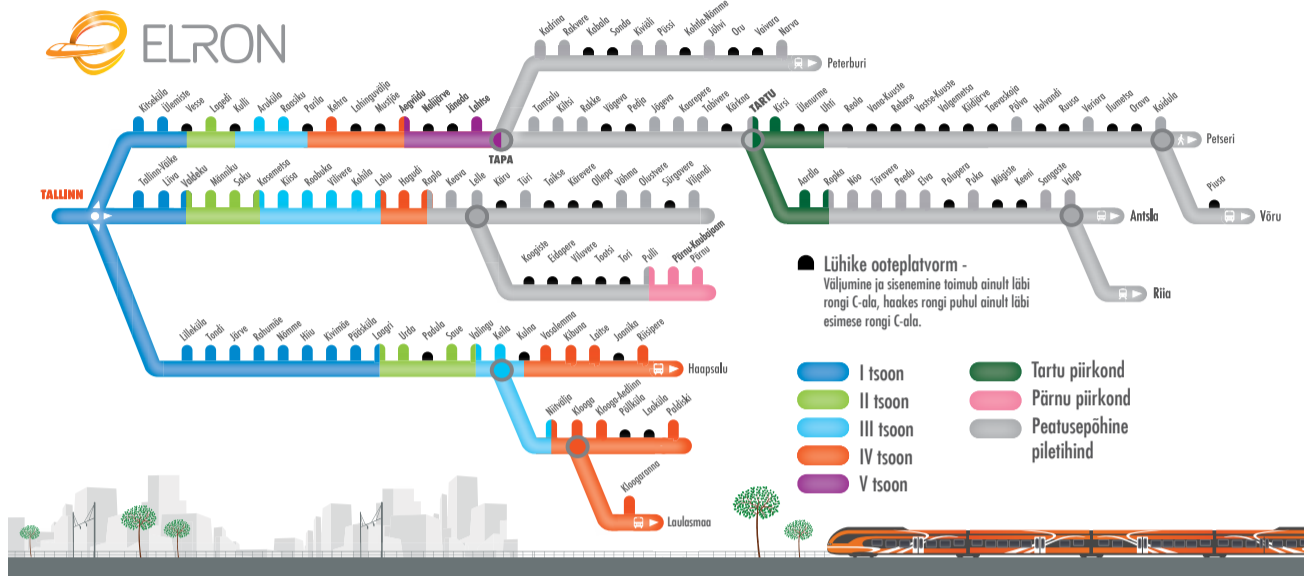 ELRON
Kadrina
Rakvere
Kabala
Sonda
Kiviõli
Püssi
Kohtla-Nõmme
Jõhvi
Oru
Vaivara
Narva
Peterburi
Kitseküla
Ülemiste
Vesse
Lagedi
Kulli
Aruküla
Raasiku
Parila
Kehra
Lahinguvälja
Mustjõe
Aegviidu
Nelijärve
Jäneda
Lehtse
TAPA
Tamsalu
Kiltsi
Rakke
Vägeva
Pedja
Jõgeva
Kaarepere
Tabivere
Kärkna
TARTU
Kirsi
Ülenurme
Uhti
Reola
Vana-Kuuste
Rebase
Vastse-Kuuste
Valgemetsa
Kiidjärve
Taevaskoja
Põlva
Holvandi
Ruusa
Veriora
Ilumetsa
Orava
Koidula
Petseri
TALLINN
Tallinn-Väike
Liiva
Valdeku
Männiku
Saku
Kasemetsa
Kiisa
Roobuka
Vilivere
Kohila
Lohu
Hagudi
Rapla
Keava
Lelle
Käru
Türi
Taikse
Kärevere
Ollepa
Võhma
Olustvere
Sürgavere
Viljandi
Aardla
Ropka
Nõo
Tõravere
Peedu
Elva
Palupera
Puka
Mägiste
Keeni
Sangaste
Valga
Antsla
Piusa
Võru
Riia
Koogiste
Eidapere
Viluvere
Tootsi
Tori
Pulli
Pärnu-Kaubajaam
Pärnu
Lühike ooteplatvorm -
Väljumine ja sisenemine toimub ainult läbi
rongi C-ala, haakes rongi puhul ainult läbi
esimese rongi C-ala.
Lilleküla
Tondi
Järve
Rahumäe
Nõmme
Hiiu
Kivimäe
Pääsküla
Laagri
Urda
Padula
Saue
Valingu
Keila
Kulna
Vasalemma
Kibuna
Laitse
Jaanika
Riisipere
Haapsalu
Niitvälja
Klooga
Klooga-Aedlinn
Põllküla
Laoküla
Paldiski
Kloogaranna
Laulasmaa
I tsoon
II tsoon
III tsoon
IV tsoon
V tsoon
Tartu piirkond
Pärnu piirkond
Peatusepõhine
piletihind